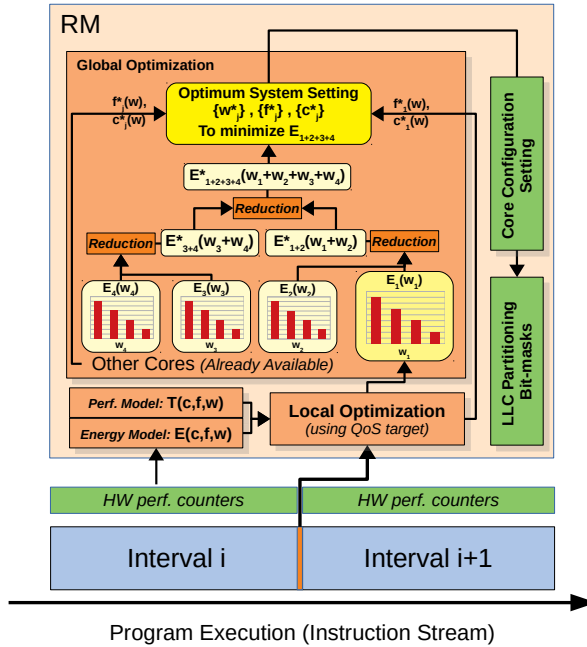 RM
Global Optimization
f*j(w),
c*j(w)
Optimum System Setting
{w*j} , {f*j} , {c*j}
To minimize E1+2+3+4
f*1(w),
c*1(w)
E*1+2+3+4(w1+w2+w3+w4)
Reduction
Reduction
E*3+4(w3+w4)
E*1+2(w1+w2)
Reduction
E4(w4)
w4
E3(w3)
w3
E2(w2)
w2
E1(w1)
w1
Other Cores (Already Available)
Core Configuration
Setting
LLC Partitioning
Bit-masks
Perf. Model: T(c,f,w)
Energy Model: E(c,f,w)
Local Optimization
(using QoS target)
HW perf. counters
HW perf. counters
Interval i
Interval i+1
Program Execution (Instruction Stream)